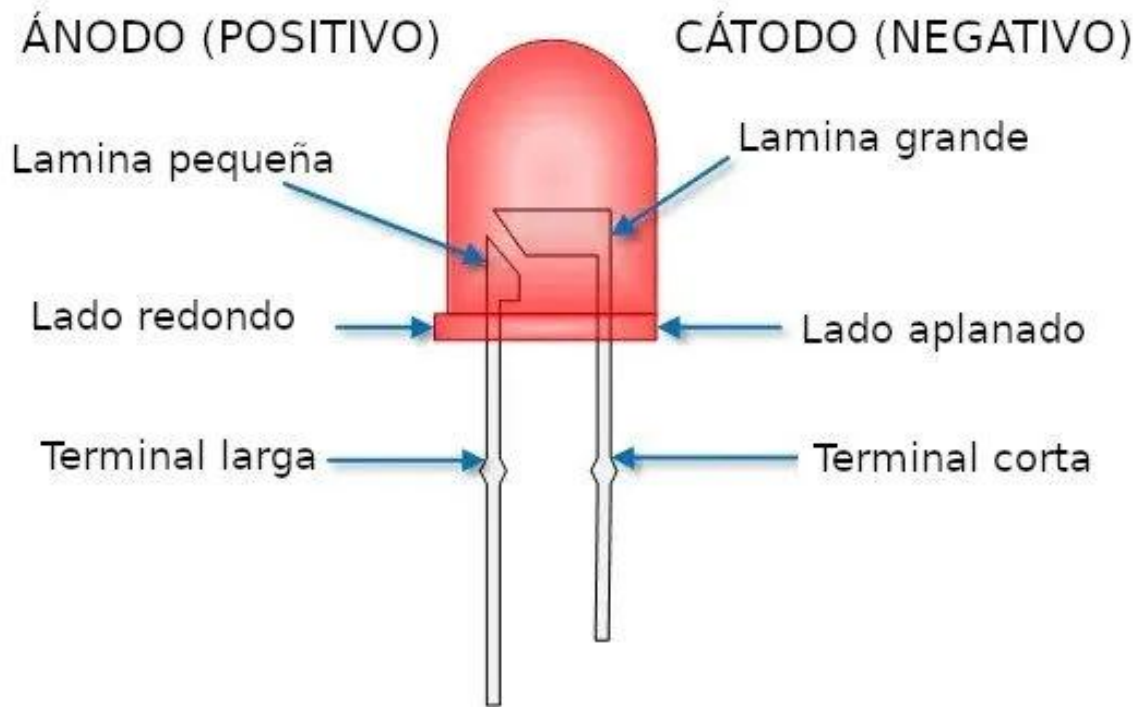 ÁNODO (POSITIVO)
CÁTODO (NEGATIVO)
Lamina pequeña
Lamina grande
Lado redondo
Lado aplanado
Terminal larga
Terminal corta